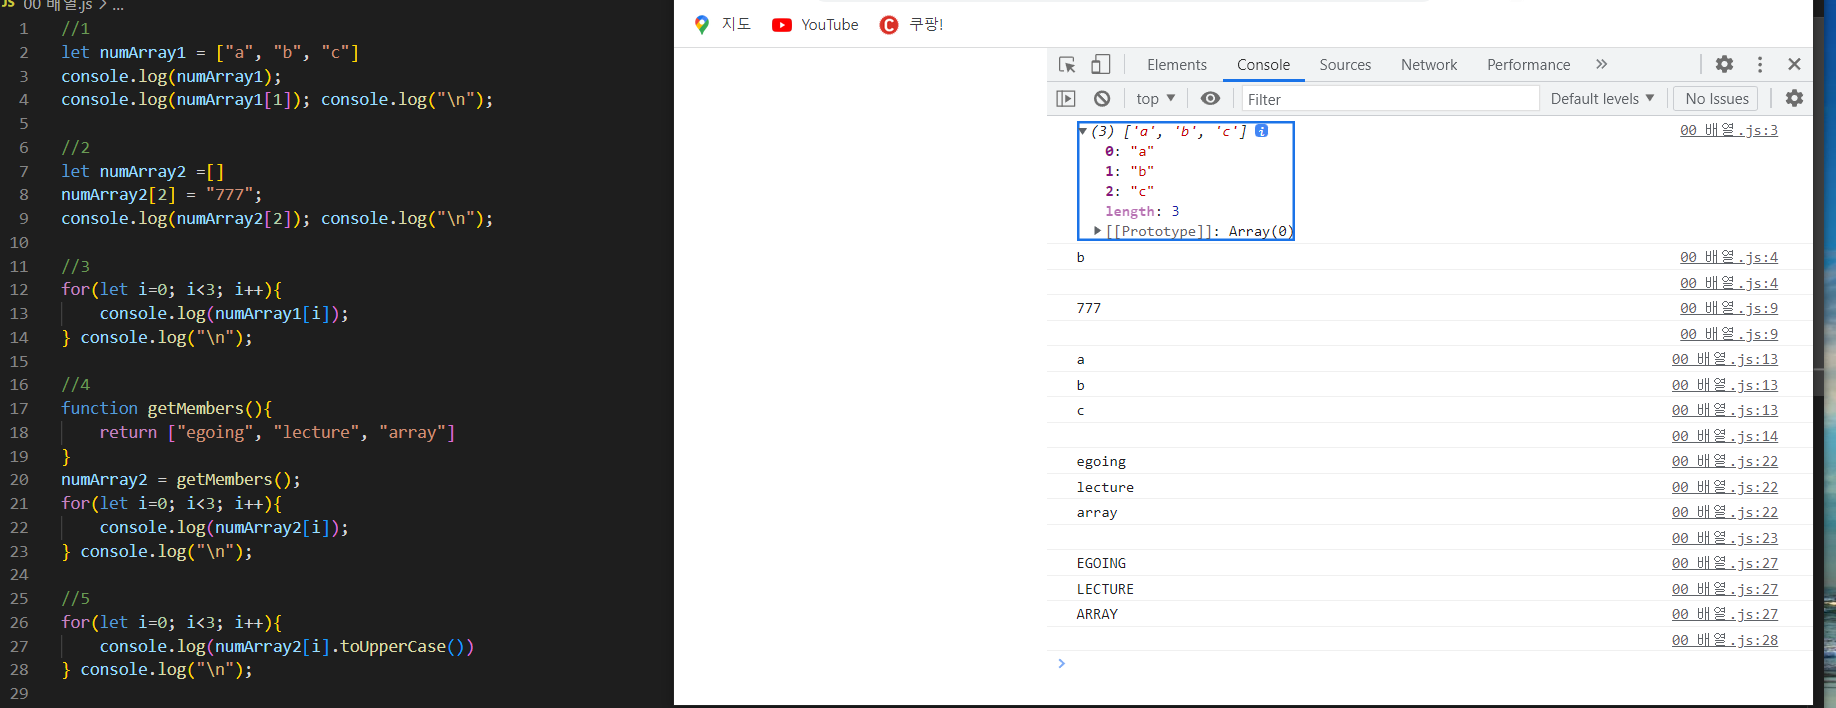 JS 00 배열.js > ...
1 //1
2 let numArray1 = ["a", "b", "c"]
3 console.log(numArray1);
4 console.log(numArray1[1]); console.log("\n");
5
6 //2
7 let numArray2 =[]
8 numArray2[2] = "777";
9 console.log(numArray2[2]); console.log("\n");
10
11 //3
12 for(let i=0; i<3; i++){
13 console.log(numArray1[i]);
14 } console.log("\n");
15
16 //4
17 function getMembers(){
18 return ["egoing", "lecture", "array"]
19 }
20 numArray2 = getMembers();
21 for(let i=0; i<3; i++){
22 console.log(numArray2[i]);
23 } console.log("\n");
24
25 //5
26 for(let i=0; i<3; i++){
27 console.log(numArray2[i].toUpperCase())
28 } console.log("\n");
29
지도 YouTube C 쿠팡!
Elements Console Sources Network Performance »
top ▼ Filter Default levels ▼ No Issues
▼(3) ['a', 'b', 'c'] i 00 배열.js:3
0: "a"
1: "b"
2: "c"
length: 3
▶[[Prototype]]: Array(0)
b 00 배열.js:4
00 배열.js:4
777 00 배열.js:9
00 배열.js:9
a 00 배열.js:13
b 00 배열.js:13
c 00 배열.js:13
00 배열.js:14
egoing 00 배열.js:22
lecture 00 배열.js:22
array 00 배열.js:22
00 배열.js:23
EGOING 00 배열.js:27
LECTURE 00 배열.js:27
ARRAY 00 배열.js:27
00 배열.js:28
>